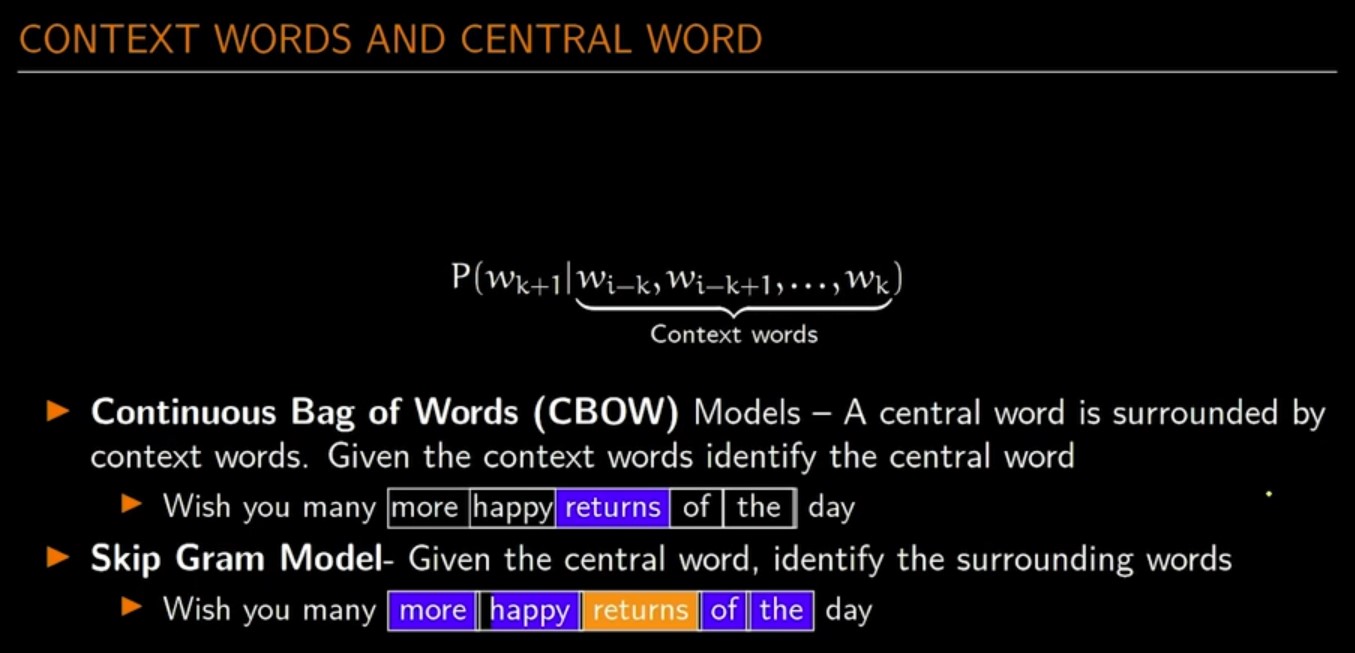 CONTEXT WORDS AND CENTRAL WORD
P(w_{k+1}|w_{i−k}, w_{i−k+1}, ..., w_k)
Context words
▶ Continuous Bag of Words (CBOW) Models – A central word is surrounded by
context words. Given the context words identify the central word
▶ Wish you many more happy returns of the day
▶ Skip Gram Model- Given the central word, identify the surrounding words
▶ Wish you many more happy returns of the day